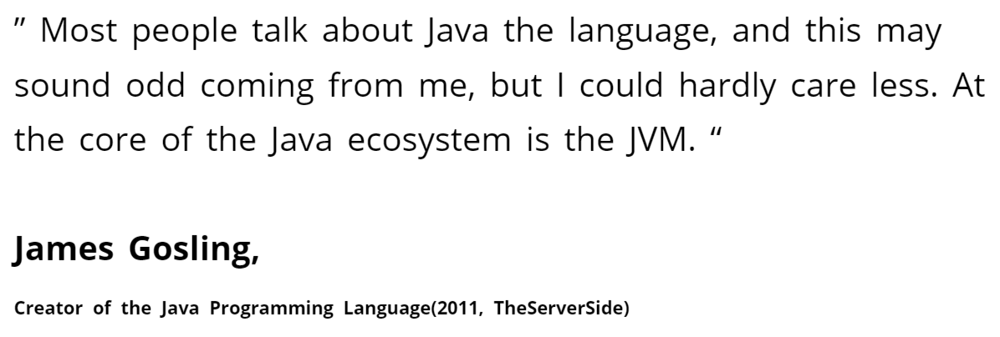 ” Most people talk about Java the language, and this may
sound odd coming from me, but I could hardly care less. At
the core of the Java ecosystem is the JVM. “
James Gosling,
Creator of the Java Programming Language(2011, TheServerSide)